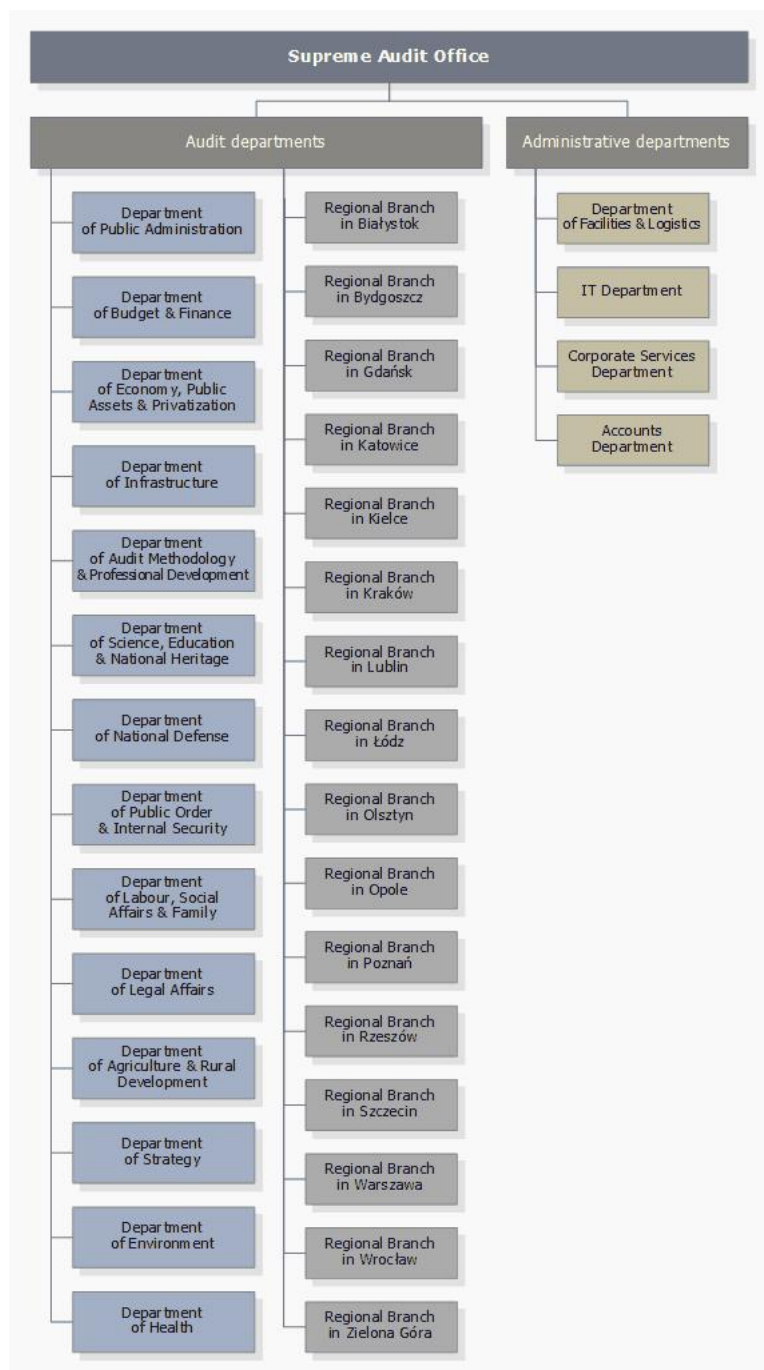 Supreme Audit Office
Audit departments
Administrative departments
Department
of Public Administration
Department
of Budget & Finance
Department
of Economy, Public
Assets & Privatization
Department
of Infrastructure
Department
of Audit Methodology
& Professional Development
Department
of Science, Education
& National Heritage
Department
of National Defense
Department
of Public Order
& Internal Security
Department
of Labour, Social
Affairs & Family
Department
of Legal Affairs
Department
of Agriculture & Rural
Development
Department
of Strategy
Department
of Environment
Department
of Health
Regional Branch
in Białystok
Regional Branch
in Bydgoszcz
Regional Branch
in Gdańsk
Regional Branch
in Katowice
Regional Branch
in Kielce
Regional Branch
in Kraków
Regional Branch
in Lublin
Regional Branch
in Łódz
Regional Branch
in Olsztyn
Regional Branch
in Opole
Regional Branch
in Poznań
Regional Branch
in Rzeszów
Regional Branch
in Szczecin
Regional Branch
in Warszawa
Regional Branch
in Wrocław
Regional Branch
in Zielona Góra
Department
of Facilities & Logistics
IT Department
Corporate Services
Department
Accounts
Department